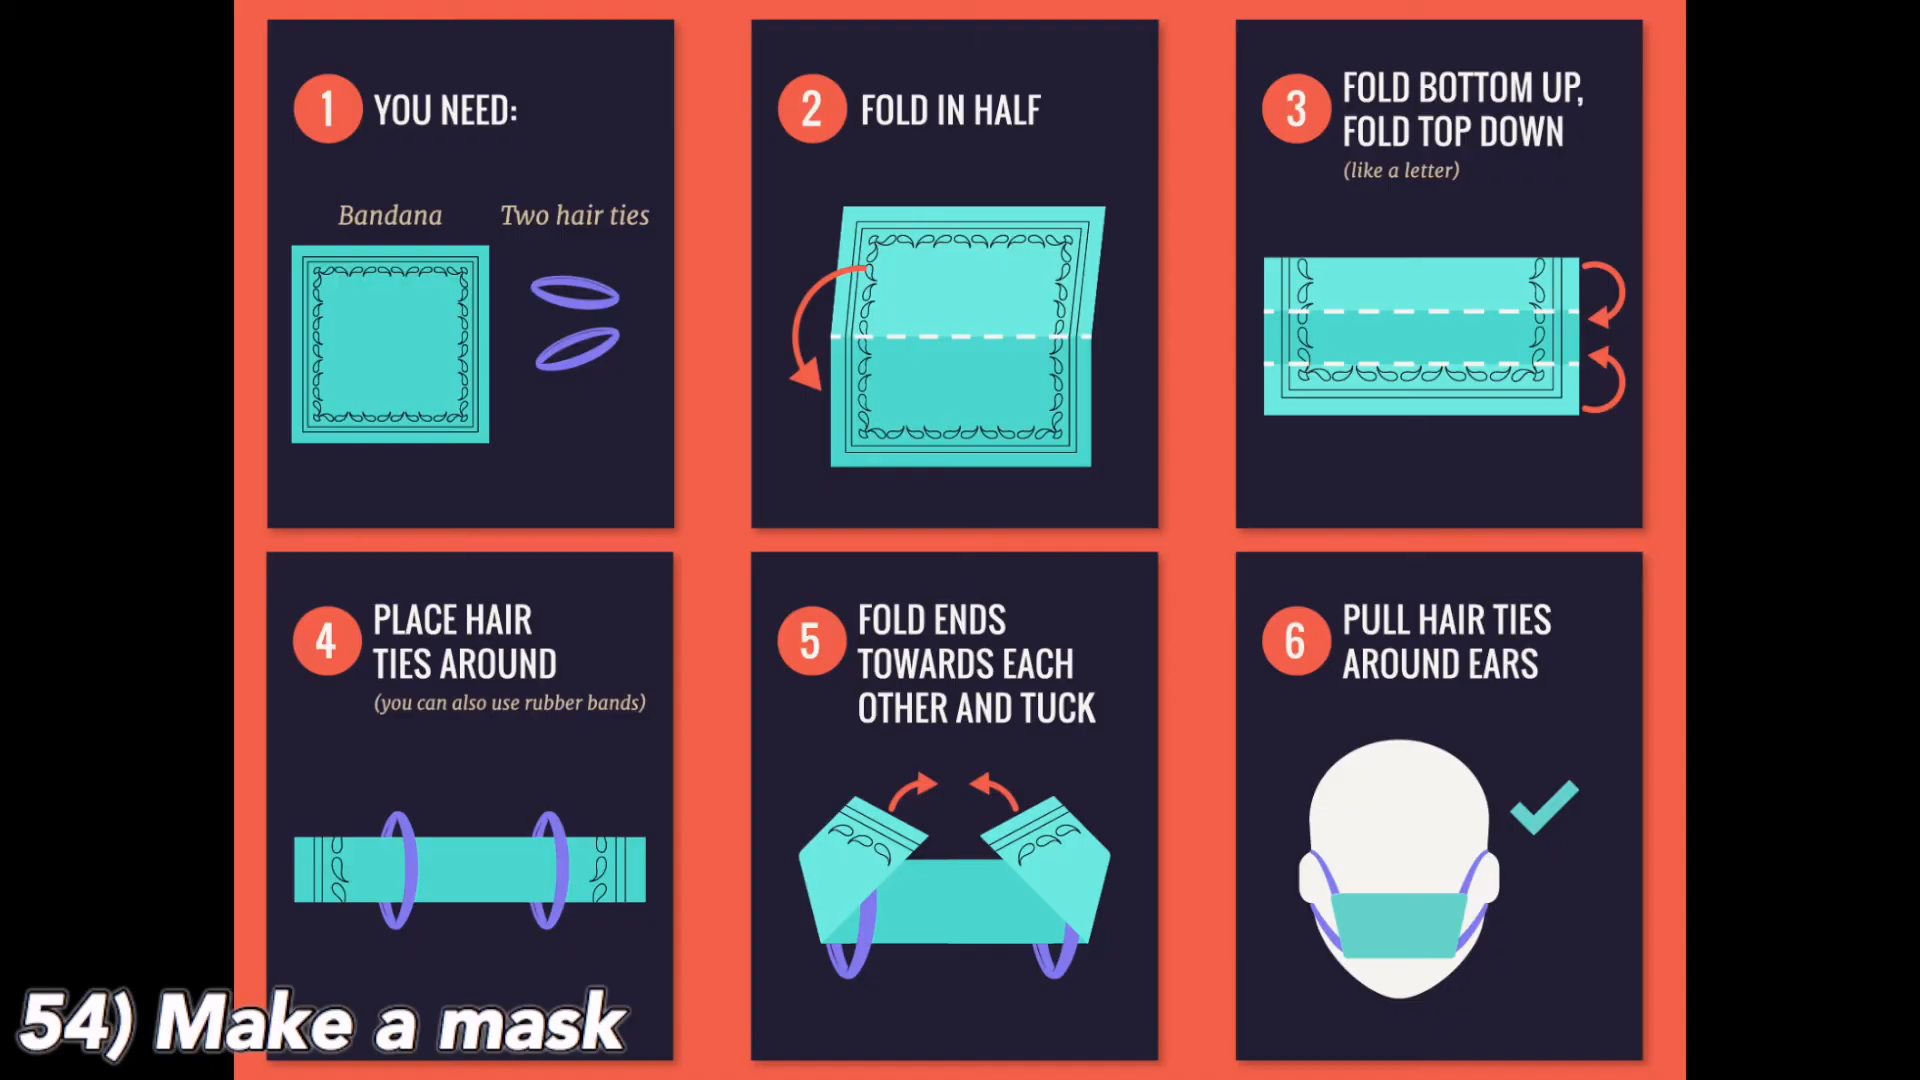 1 YOU NEED:
Bandana
Two hair ties
2 FOLD IN HALF
3 FOLD BOTTOM UP,
FOLD TOP DOWN
(like a letter)
4 PLACE HAIR
TIES AROUND
(you can also use rubber bands)
5 FOLD ENDS
TOWARDS EACH
OTHER AND TUCK
6 PULL HAIR TIES
AROUND EARS
54) Make a mask